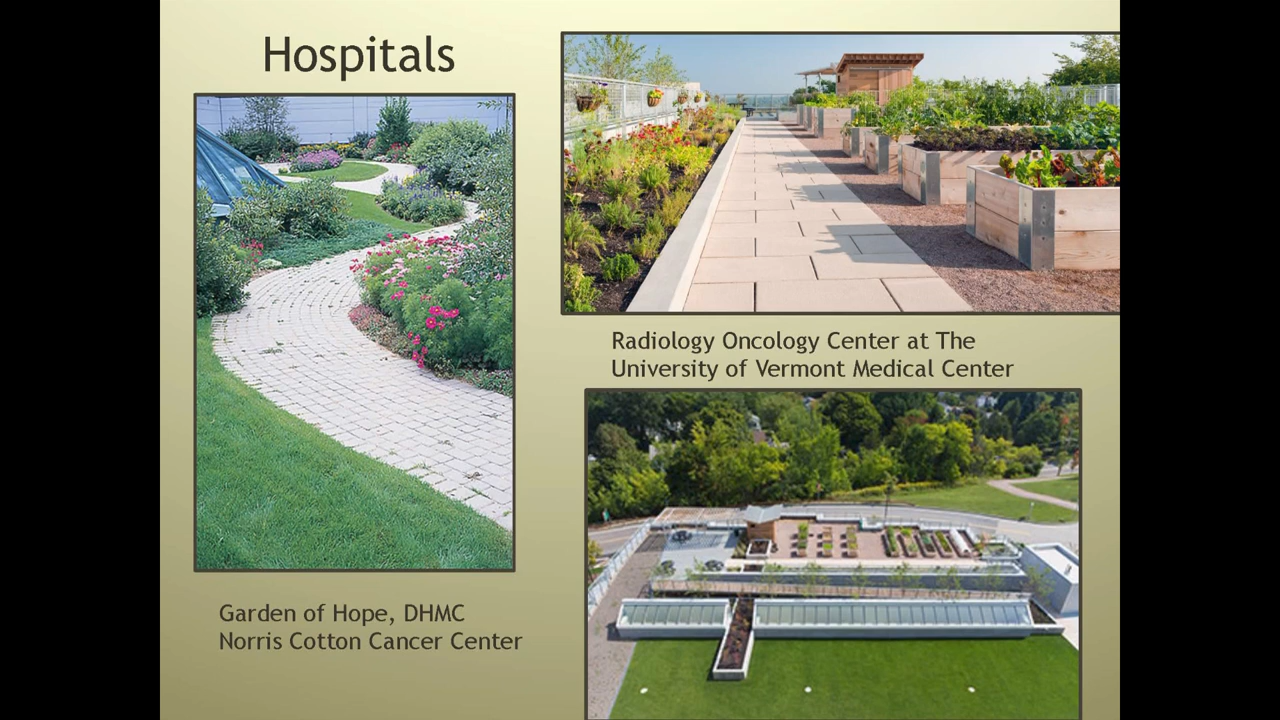 Hospitals
Radiology Oncology Center at The
University of Vermont Medical Center
Garden of Hope, DHMC
Norris Cotton Cancer Center